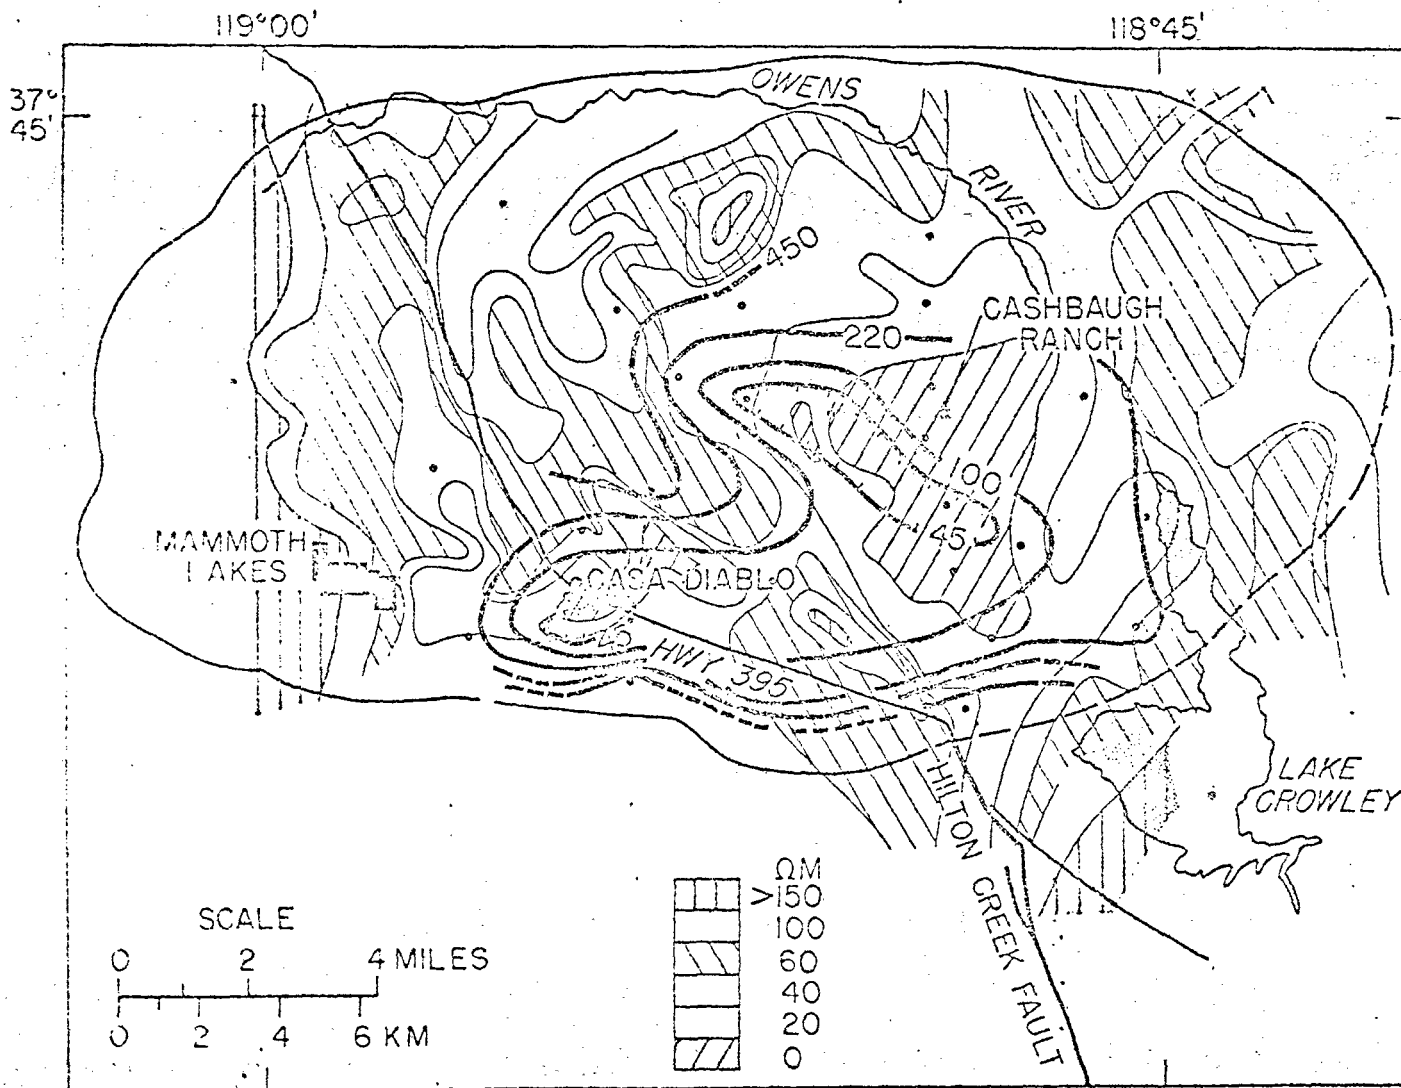 119°00'
118°45'
37°
45'
OWENS
RIVER
450
220
CASHBAUGH
RANCH
100
45
MAMMOTH
LAKES
CASA DIABLO
HWY 395
HILTON CREEK FAULT
LAKE
CROWLEY
SCALE
0 2 4 MILES
0 2 4 6 KM
ΩM
>150
100
60
40
20
0